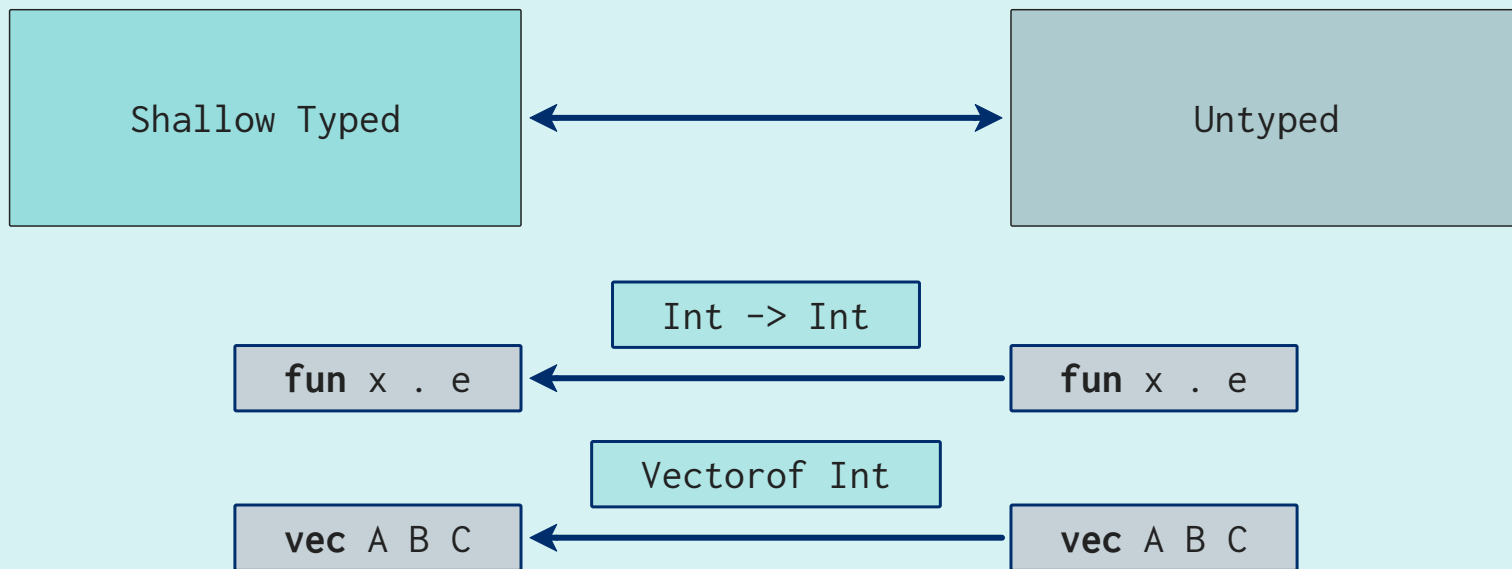 Shallow Typed Untyped
Int -> Int
fun x . e fun x . e
Vectorof Int
vec A B C vec A B C